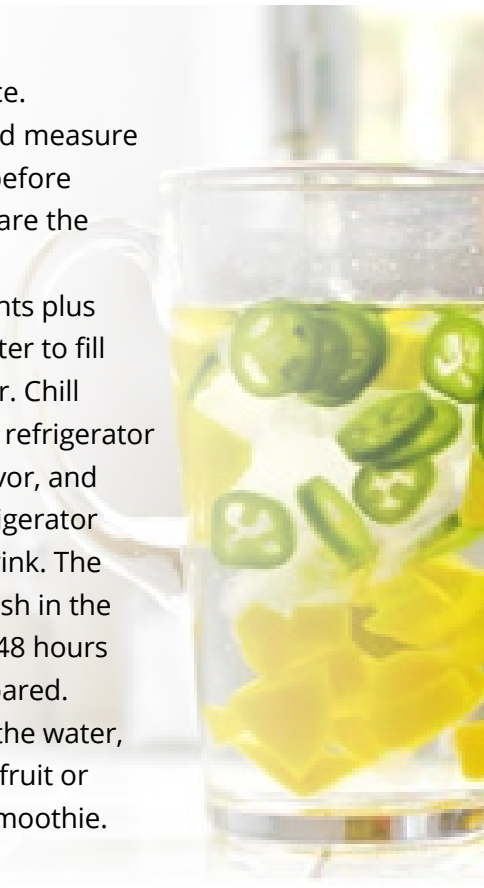 te.
d measure
before
are the
nts plus
ter to fill
r. Chill
refrigerator
vor, and
igerator
ink. The
sh in the
48 hours
pared.
the water,
fruit or
moothie.